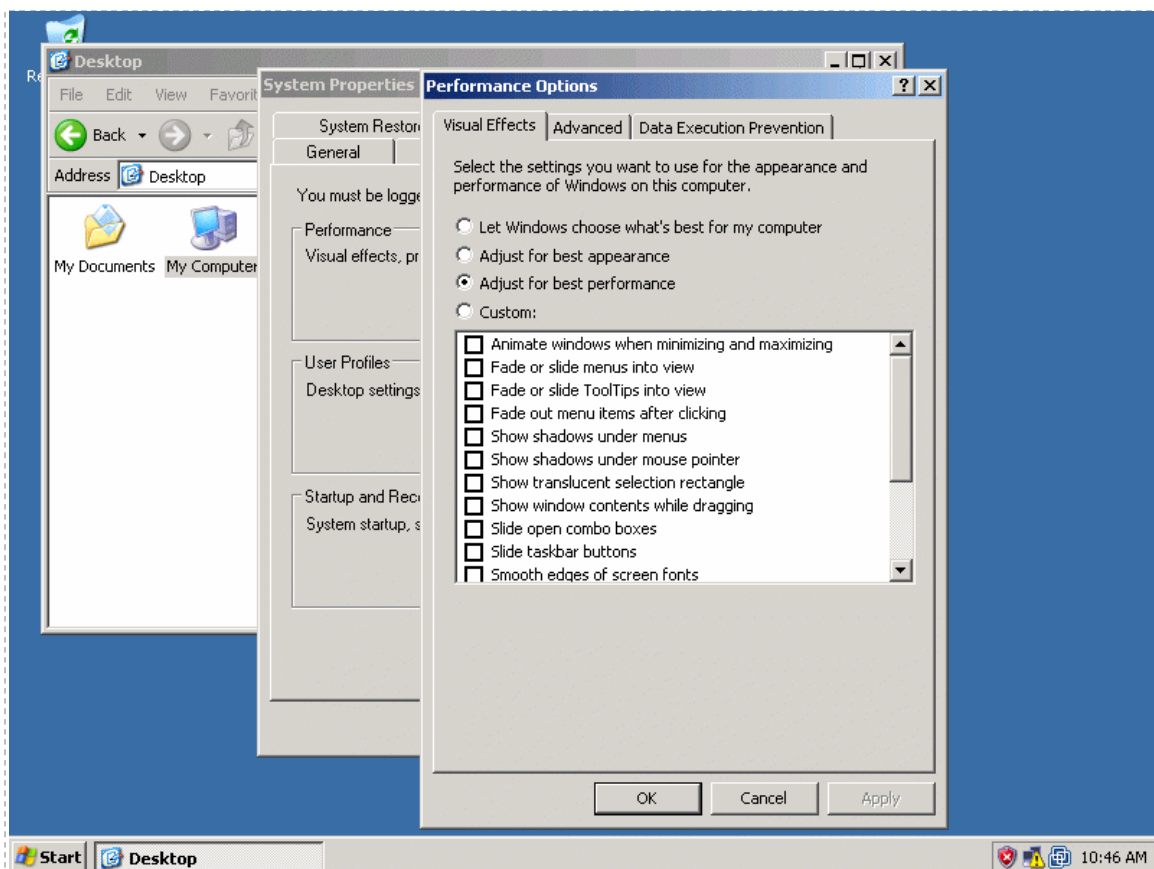 Re
Desktop
File Edit View Favorit
Back
Address Desktop
My Documents My Computer
System Properties
System Restor
General
You must be logge
Performance
Visual effects, pr
User Profiles
Desktop settings
Startup and Reco
System startup, s
Performance Options
Visual Effects Advanced Data Execution Prevention
Select the settings you want to use for the appearance and
performance of Windows on this computer.
Let Windows choose what's best for my computer
Adjust for best appearance
Adjust for best performance
Custom:
Animate windows when minimizing and maximizing
Fade or slide menus into view
Fade or slide ToolTips into view
Fade out menu items after clicking
Show shadows under menus
Show shadows under mouse pointer
Show translucent selection rectangle
Show window contents while dragging
Slide open combo boxes
Slide taskbar buttons
Smooth edges of screen fonts
OK Cancel Apply
Start Desktop 10:46 AM